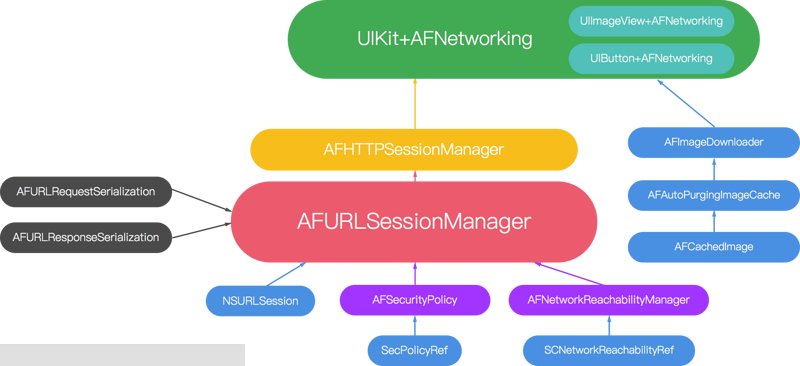 UIKit+AFNetworking
UIImageView+AFNetworking
UIButton+AFNetworking
AFHTTPSessionManager
AFImageDownloader
AFURLRequestSerialization
AFAutoPurgingImageCache
AFURLSessionManager
AFURLResponseSerialization
AFCachedImage
NSURLSession
AFSecurityPolicy
AFNetworkReachabilityManager
SecPolicyRef
SCNetworkReachabilityRef